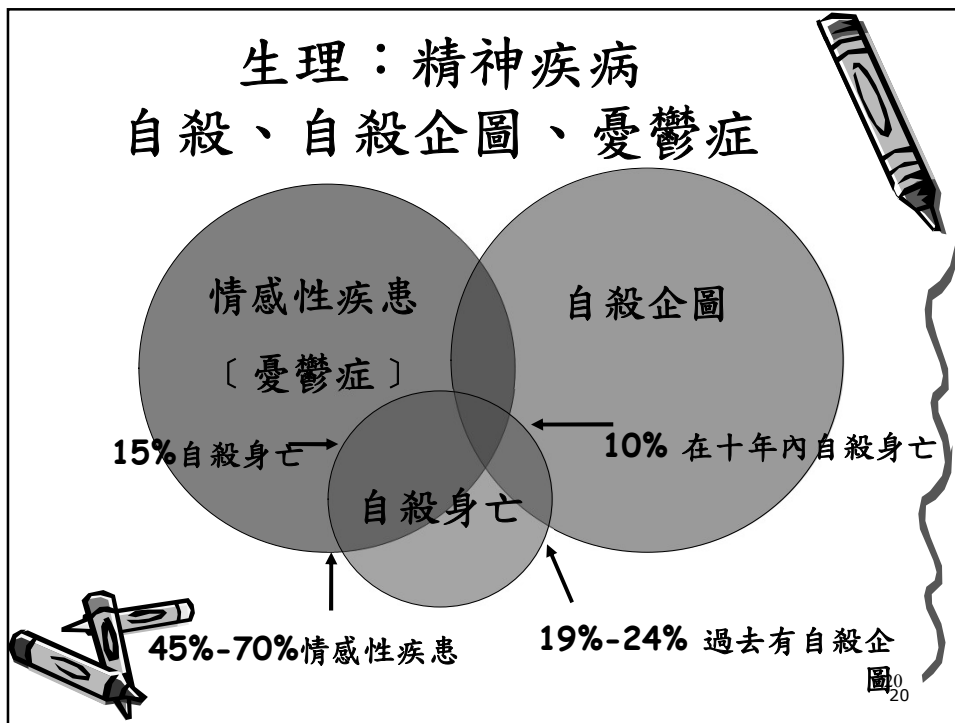 生理：精神疾病
自殺、自殺企圖、憂鬱症
情感性疾患
〔憂鬱症〕
自殺企圖
15%自殺身亡
10% 在十年內自殺身亡
自殺身亡
45%-70%情感性疾患
19%-24% 過去有自殺企
圖
20
20